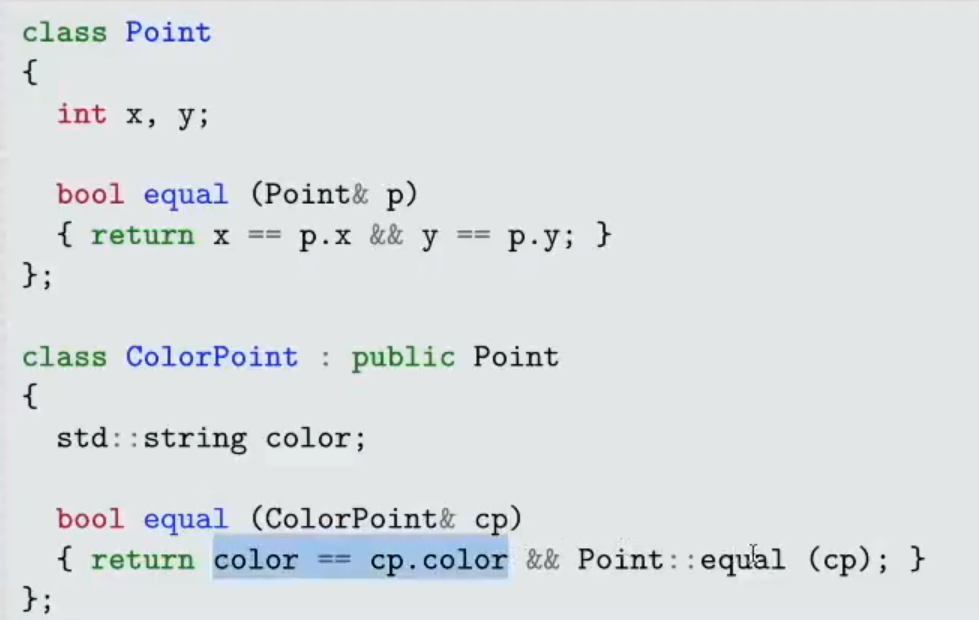 class Point
{
  int x, y;

  bool equal (Point& p)
  { return x == p.x && y == p.y; }
};

class ColorPoint : public Point
{
  std::string color;

  bool equal (ColorPoint& cp)
  { return color == cp.color && Point::equal (cp); }
};